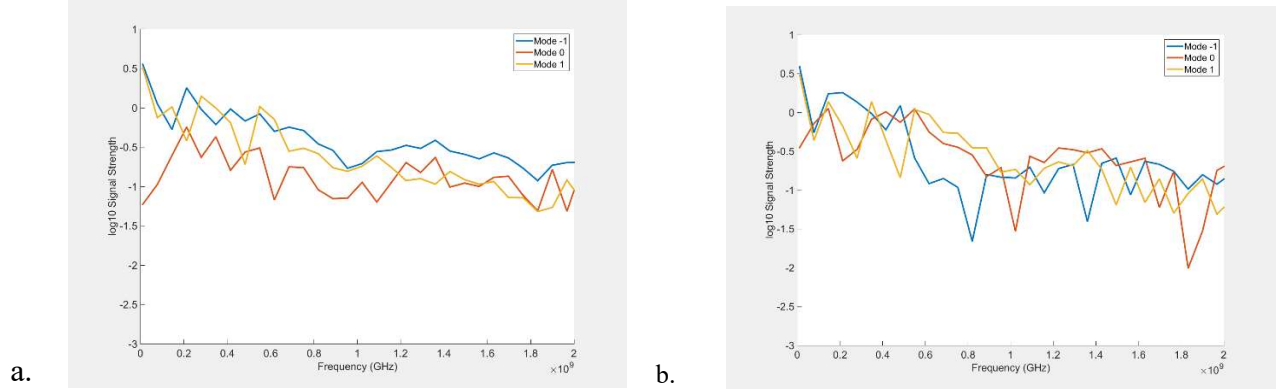 1
0.5
0
-0.5
-1
-1.5
-2
-2.5
-3
log10 Signal Strength
0 0.2 0.4 0.6 0.8 1 1.2 1.4 1.6 1.8 2
Frequency (GHz)
×10⁹
Mode -1
Mode 0
Mode 1
a.
1
0.5
0
-0.5
-1
-1.5
-2
-2.5
-3
log10 Signal Strength
0 0.2 0.4 0.6 0.8 1 1.2 1.4 1.6 1.8 2
Frequency (GHz)
×10⁹
Mode -1
Mode 0
Mode 1
b.